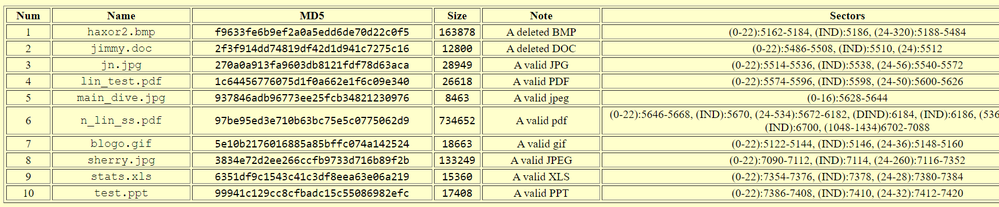 Num Name MD5 Size Note Sectors
1 haxor2.bmp f9633fe6b9ef2a0a5edd6de70d22c0f5 163878 A deleted BMP (0-22):5162-5184, (IND):5186, (24-320):5188-5484
2 jimmy.doc 2f3f914dd74819df42d1d941c7275c16 12800 A deleted DOC (0-22):5486-5508, (IND):5510, (24):5512
3 jn.jpg 270a0a913fa9603db8121fdf78d63aca 28949 A valid JPG (0-22):5514-5536, (IND):5538, (24-56):5540-5572
4 lin_test.pdf 1c64456776075d1f0a662e1f6c09e340 26618 A valid PDF (0-22):5574-5596, (IND):5598, (24-50):5600-5626
5 main_dive.jpg 937846adb96773ee25fcb34821230976 8463 A valid jpeg (0-16):5628-5644
6 n_lin_ss.pdf 97be95ed3e710b63bc75e5c0775062d9 734652 A valid pdf (0-22):5646-5668, (IND):5670, (24-534):5672-6182, (DIND):6184, (IND):6186, (536
(IND):6700, (1048-1434)6702-7088
7 blogo.gif 5e10b2176016885a85bffc074a142524 18663 A valid gif (0-22):5122-5144, (IND):5146, (24-36):5148-5160
8 sherry.jpg 3834e72d2ee266ccfb9733d716b89f2b 133249 A valid JPEG (0-22):7090-7112, (IND):7114, (24-260):7116-7352
9 stats.xls 6351df9c1543c41c3df8eea63e06a219 15360 A valid XLS (0-22):7354-7376, (IND):7378, (24-28):7380-7384
10 test.ppt 99941c129cc8cfbadc15c55086982efc 17408 A valid PPT (0-22):7386-7408, (IND):7410, (24-32):7412-7420